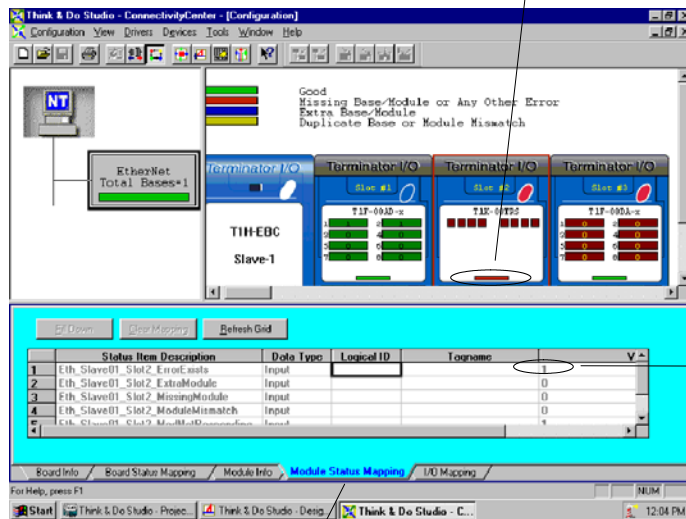 Think & Do Studio - ConnectivityCenter - [Configuration]
Configuration View Drivers Devices Tools Window Help
NT
Good
Missing Base/Module or Any Other Error
Extra Base/Module
Duplicate Base or Module Mismatch
EtherNet
Total Bases=1
Terminator I/O
T1H-EBC
Slave-1
Terminator I/O
Slot #1
T1F-00AD-x
Terminator I/O
Slot #2
Terminator I/O
Slot #3
T1F-00DA-x
Fill Down
Clear Mapping
Refresh Grid
Status Item Description Data Type Logical ID Tagname V
1 Eth_Slave01_Slot2_ErrorExists Input 1
2 Eth_Slave01_Slot2_ExtraModule Input 0
3 Eth_Slave01_Slot2_MissingModule Input 0
4 Eth_Slave01_Slot2_ModuleMismatch Input 0
Board Info Board Status Mapping Module Info Module Status Mapping I/O Mapping
For Help, press F1 NUM
Start Think & Do Studio - Projec... Think & Do Studio - Desig... Think & Do Studio - C... 12:04 PM